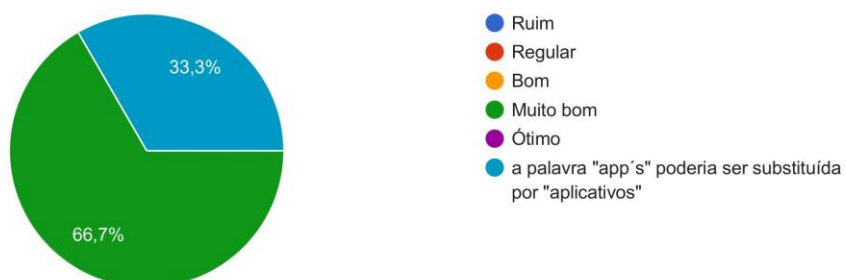 33,3%
66,7%
Ruim
Regular
Bom
Muito bom
Ótimo
a palavra "app´s" poderia ser substituída
por "aplicativos"